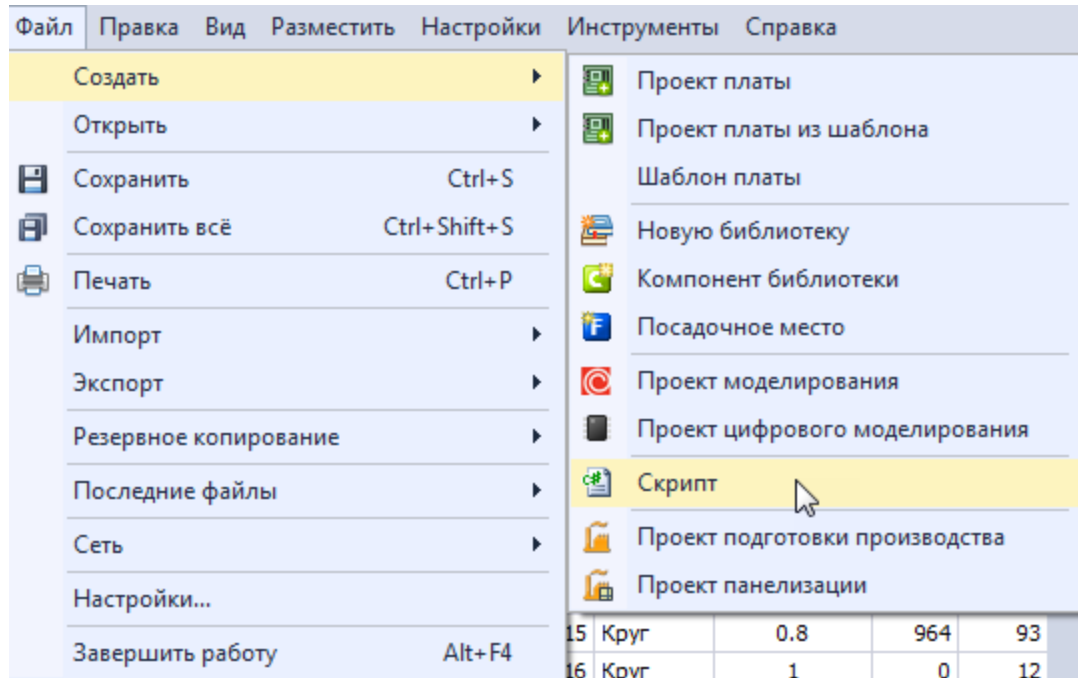 Файл Правка Вид Разместить Настройки Инструменты Справка
Создать
Открыть
Сохранить Ctrl+S
Сохранить всё Ctrl+Shift+S
Печать Ctrl+P
Импорт
Экспорт
Резервное копирование
Последние файлы
Сеть
Настройки...
Завершить работу Alt+F4
Проект платы
Проект платы из шаблона
Шаблон платы
Новую библиотеку
Компонент библиотеки
Посадочное место
Проект моделирования
Проект цифрового моделирования
Скрипт
Проект подготовки производства
Проект панелизации
15 Круг 0.8 964 93
16 Круг 1 0 12